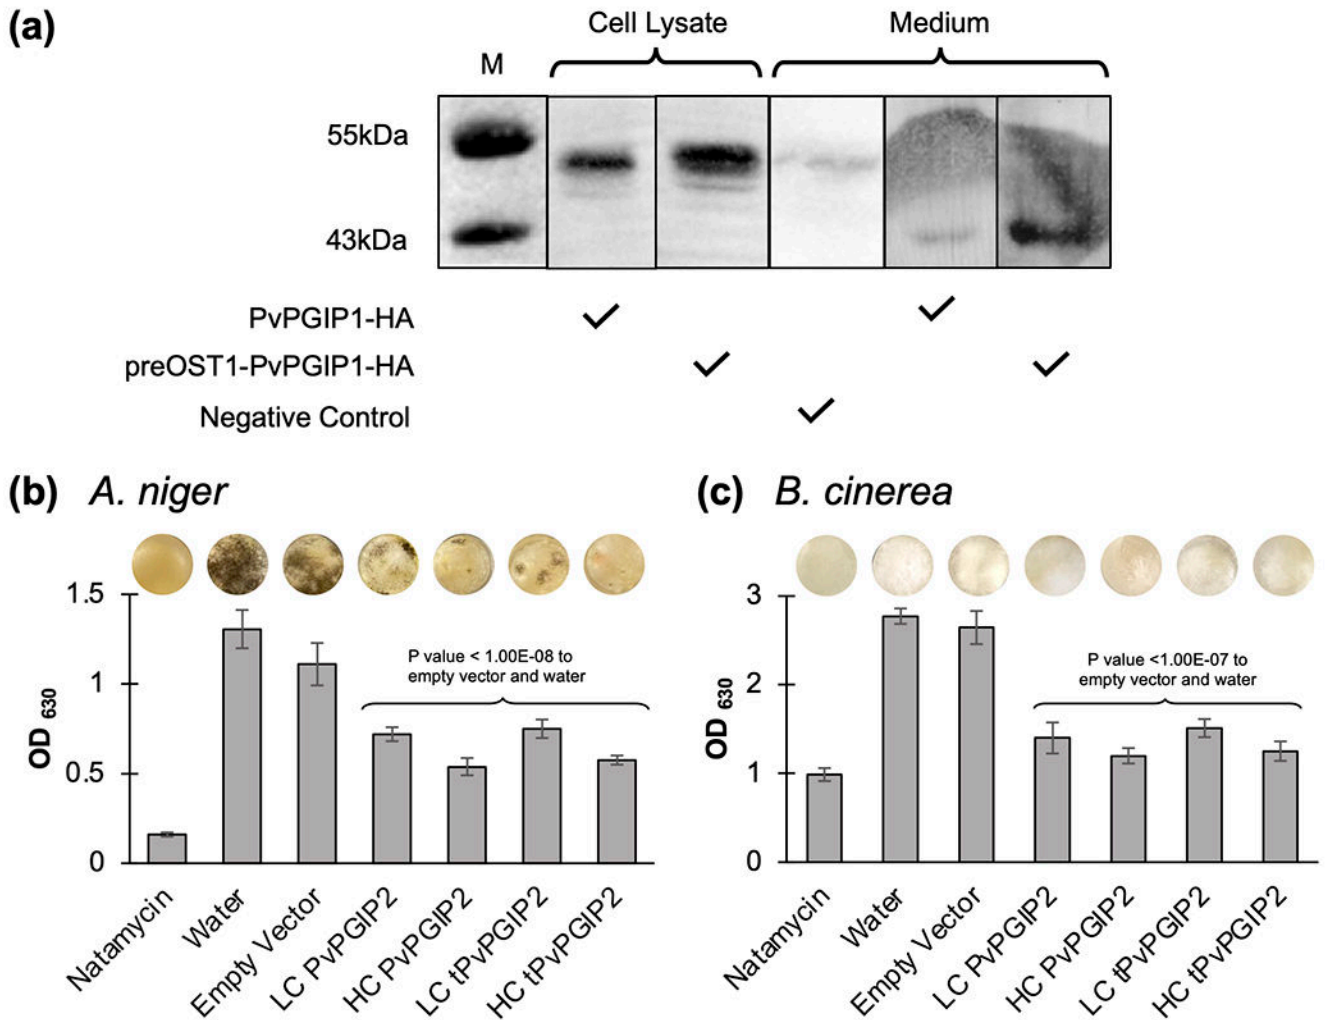 (a)
Cell Lysate
Medium
M
55kDa
43kDa
PvPGIP1-HA
preOST1-PvPGIP1-HA
Negative Control
(b) A. niger
1.5
1
0.5
0
OD 630
P value < 1.00E-08 to
empty vector and water
Natamycin
Water
Empty Vector
LC PvPGIP2
HC PvPGIP2
LC tPvPGIP2
HC tPvPGIP2
(c) B. cinerea
3
2
1
0
OD 630
P value <1.00E-07 to
empty vector and water
Natamycin
Water
Empty Vector
LC PvPGIP2
HC PvPGIP2
LC tPvPGIP2
HC tPvPGIP2